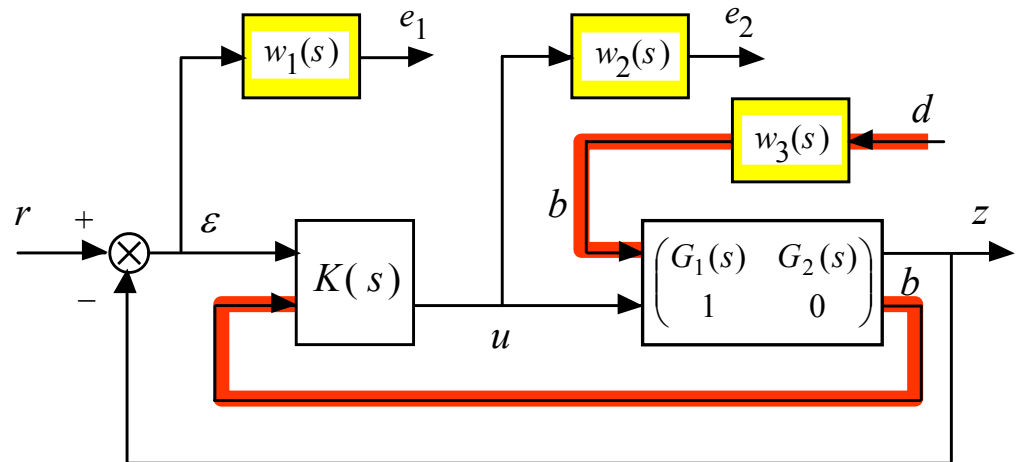 e1 e2
w1(s) w2(s)
d
w3(s)
r + ε b z
K(s) G1(s) G2(s) b
− 1 0
u